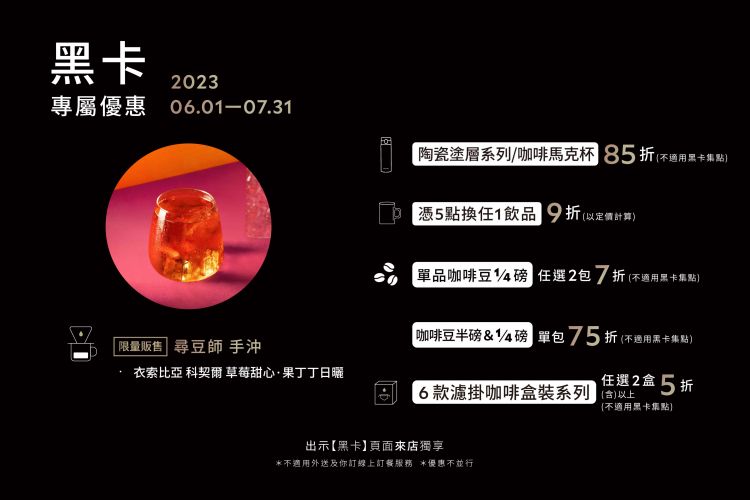 黑卡
專屬優惠
2023
06.01—07.31
陶瓷塗層系列/咖啡馬克杯 85折(不適用黑卡集點)
憑5點換任1飲品 9折(以定價計算)
單品咖啡豆¼磅 任選2包7折(不適用黑卡集點)
咖啡豆半磅&¼磅 單包75折(不適用黑卡集點)
6款濾掛咖啡盒裝系列 任選2盒(含)以上5折
(不適用黑卡集點)
限量販售 尋豆師 手沖
· 衣索比亞 科契爾 草莓甜心·果丁丁日曬
出示【黑卡】頁面來店獨享
*不適用外送及你訂線上訂餐服務 *優惠不並行